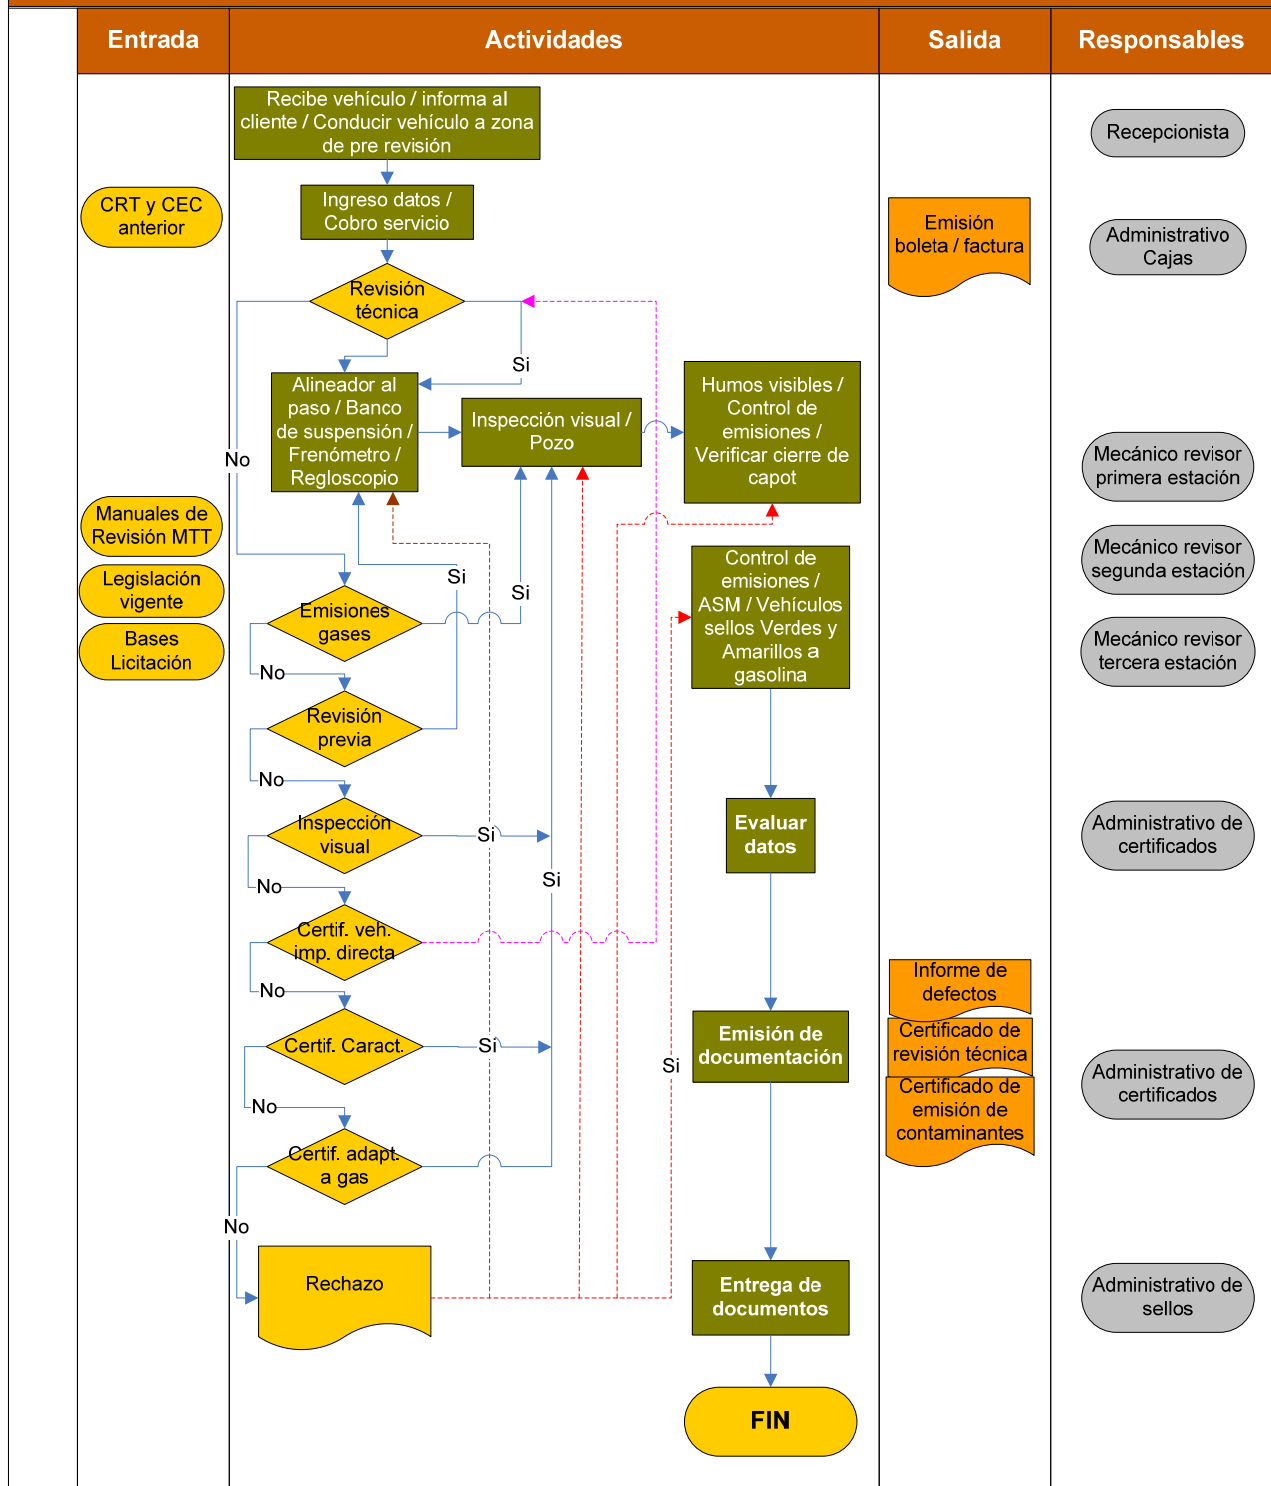 Entrada
Actividades
Salida
Responsables
Recibe vehículo / informa al
cliente / Conducir vehículo a zona
de pre revisión
Recepcionista
CRT y CEC
anterior
Ingreso datos /
Cobro servicio
Emisión
boleta / factura
Administrativo
Cajas
Revisión
técnica
Si
Alineador al
paso / Banco
de suspensión /
Frenómetro /
Regloscopio
Inspección visual /
Pozo
Humos visibles /
Control de
emisiones /
Verificar cierre de
capot
No
Mecánico revisor
primera estación
Manuales de
Revisión MTT
Mecánico revisor
segunda estación
Legislación
vigente
Si
Si
Control de
emisiones /
ASM / Vehículos
sellos Verdes y
Amarillos a
gasolina
Emisiones
gases
Bases
Licitación
Mecánico revisor
tercera estación
No
Revisión
previa
No
Inspección
visual
Si
Evaluar
datos
Administrativo de
certificados
No
Si
Certif. veh.
imp. directa
No
Informe de
defectos
Certif. Caract.
Si
Emisión de
documentación
Certificado de
revisión técnica
Si
Administrativo de
certificados
No
Certificado de
emisión de
contaminantes
Certif. adapt.
a gas
No
Rechazo
Entrega de
documentos
Administrativo de
sellos
FIN